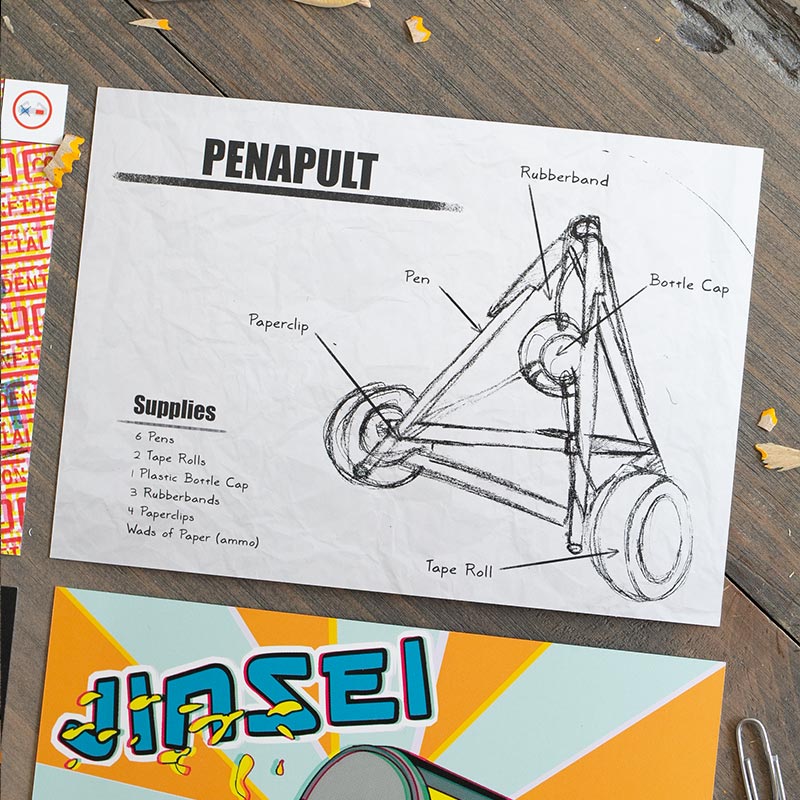 PENAPULT
Rubberband
Pen
Bottle Cap
Paperclip
Supplies
6 Pens
2 Tape Rolls
1 Plastic Bottle Cap
3 Rubberbands
4 Paperclips
Wads of Paper (ammo)
Tape Roll
JINSEI